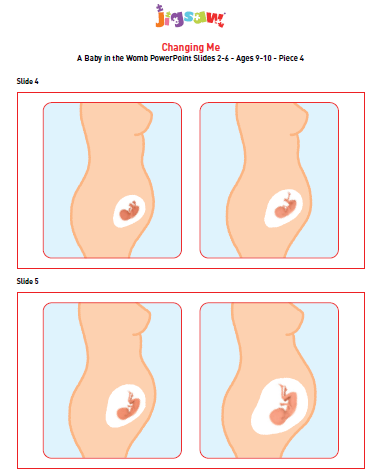 jigsaw
Changing Me
A Baby in the Womb PowerPoint Slides 2-6 - Ages 9-10 - Piece 4
Slide 4
Slide 5